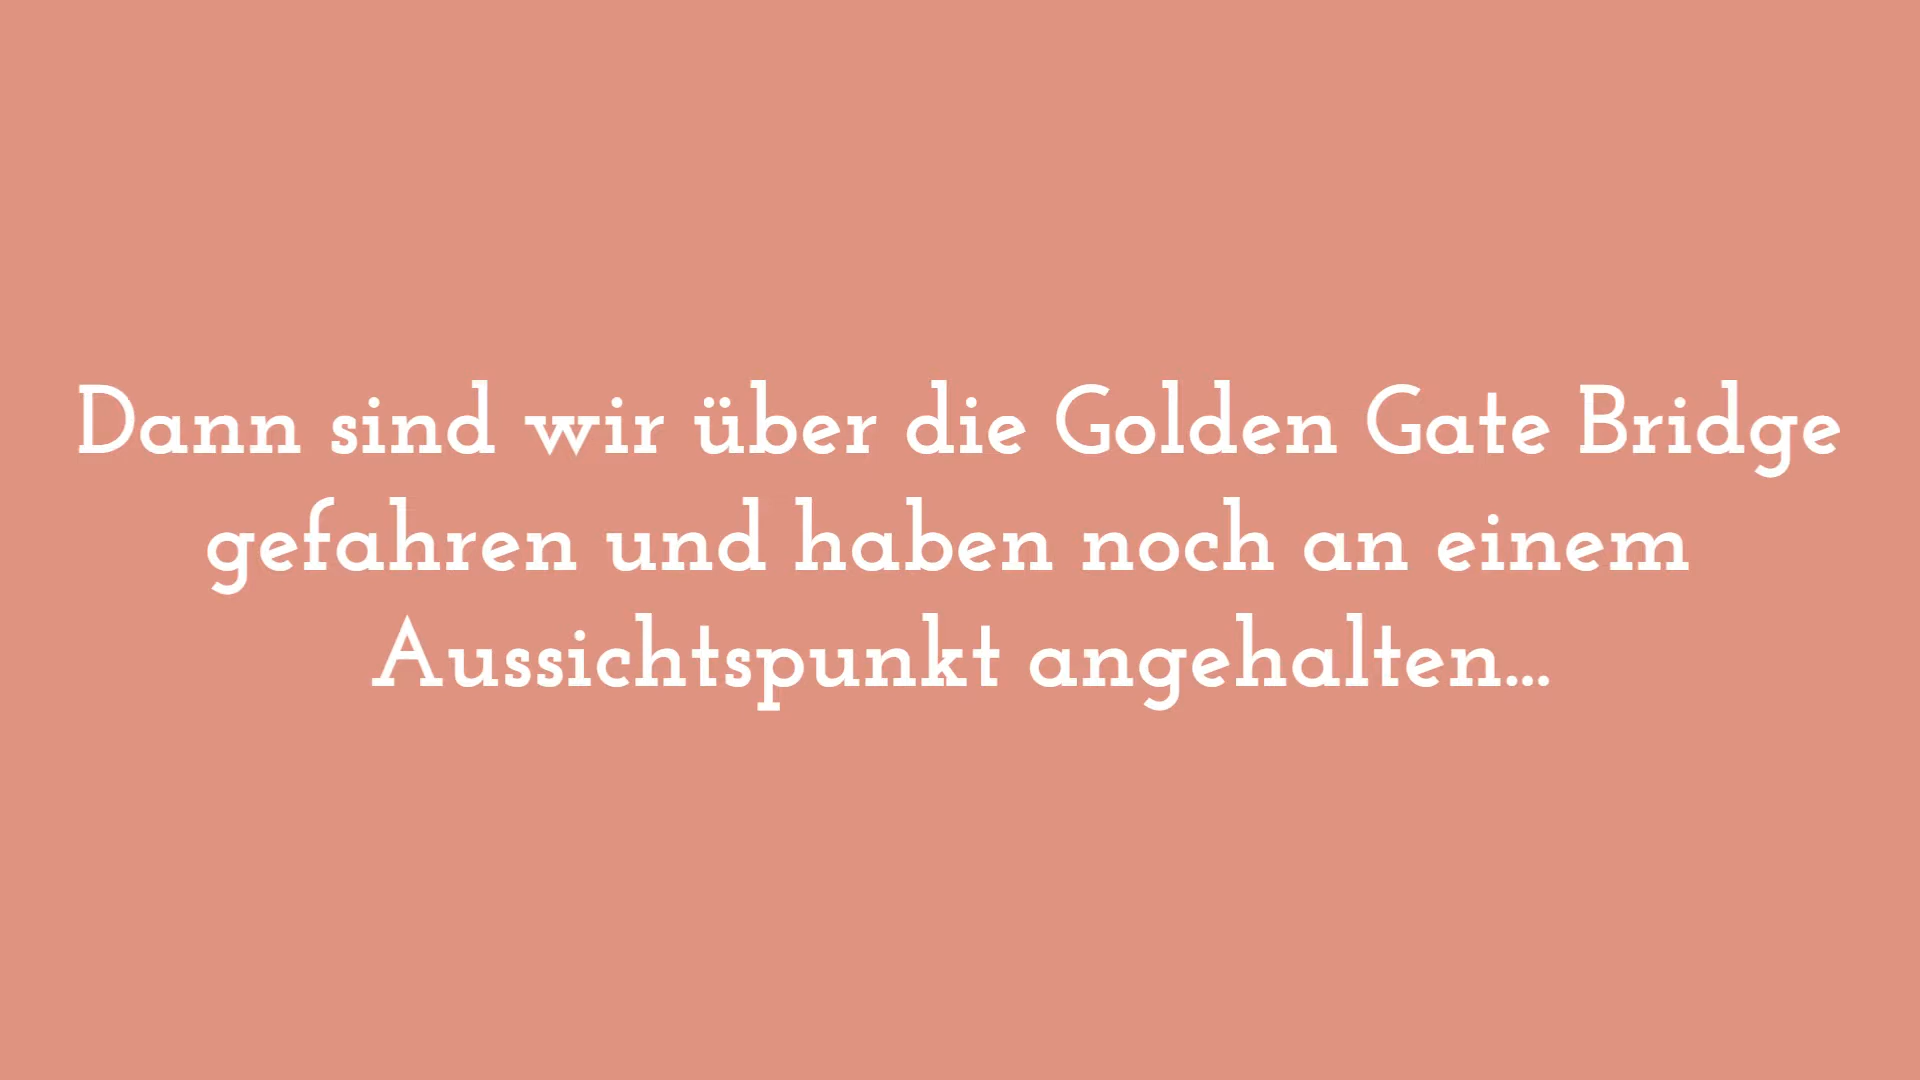 Dann sind wir über die Golden Gate Bridge
gefahren und haben noch an einem
Aussichtspunkt angehalten...